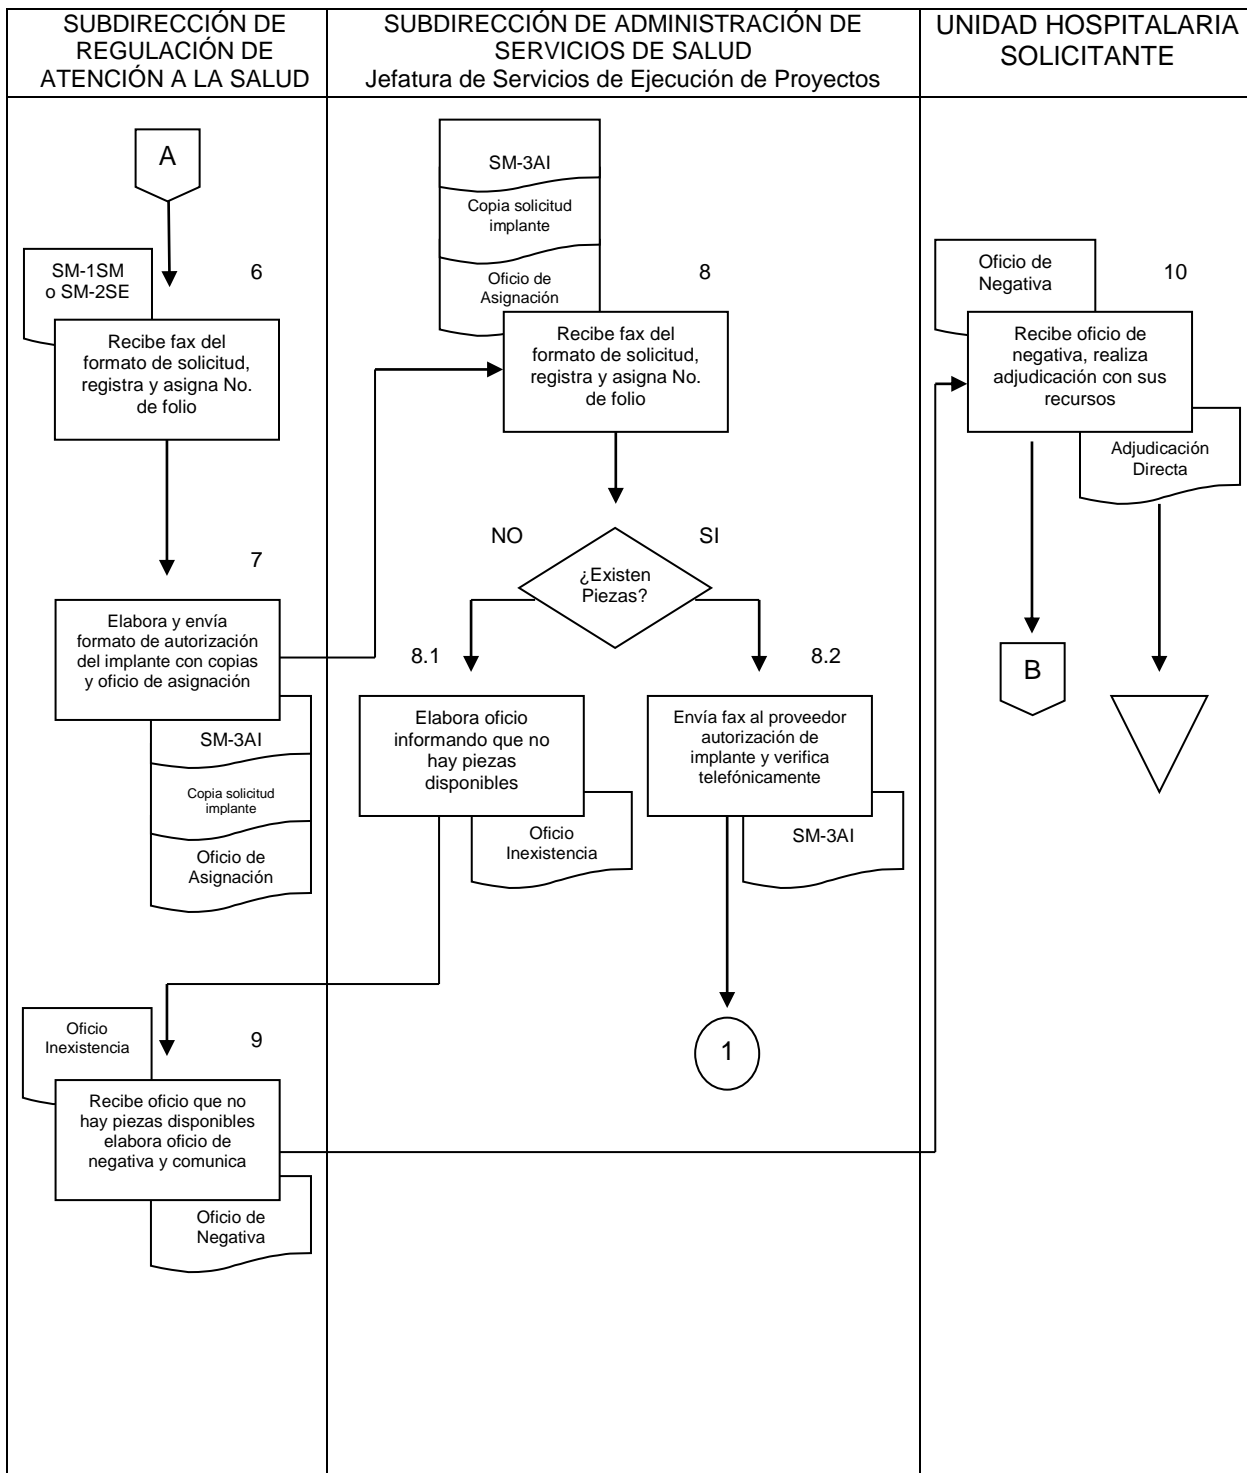 SUBDIRECCIÓN DE
REGULACIÓN DE
ATENCIÓN A LA SALUD
SUBDIRECCIÓN DE ADMINISTRACIÓN DE
SERVICIOS DE SALUD
Jefatura de Servicios de Ejecución de Proyectos
UNIDAD HOSPITALARIA
SOLICITANTE
A
SM-1SM
o SM-2SE
6
Recibe fax del
formato de solicitud,
registra y asigna No.
de folio
7
Elabora y envía
formato de autorización
del implante con copias
y oficio de asignación
SM-3AI
Copia solicitud
implante
Oficio de
Asignación
Oficio
Inexistencia
9
Recibe oficio que no
hay piezas disponibles
elabora oficio de
negativa y comunica
Oficio de
Negativa
SM-3AI
Copia solicitud
implante
Oficio de
Asignación
8
Recibe fax del
formato de solicitud,
registra y asigna No.
de folio
NO
SI
¿Existen
Piezas?
8.1
8.2
Elabora oficio
informando que no
hay piezas
disponibles
Oficio
Inexistencia
Envía fax al proveedor
autorización de
implante y verifica
telefónicamente
SM-3AI
1
Oficio de
Negativa
10
Recibe oficio de
negativa, realiza
adjudicación con sus
recursos
Adjudicación
Directa
B